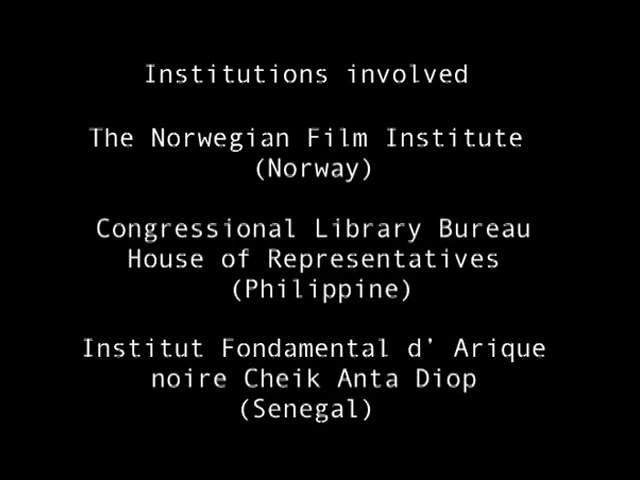 Institutions involved
The Norwegian Film Institute
(Norway)
Congressional Library Bureau
House of Representatives
(Philippine)
Institut Fondamental d' Arique
noire Cheik Anta Diop
(Senegal)